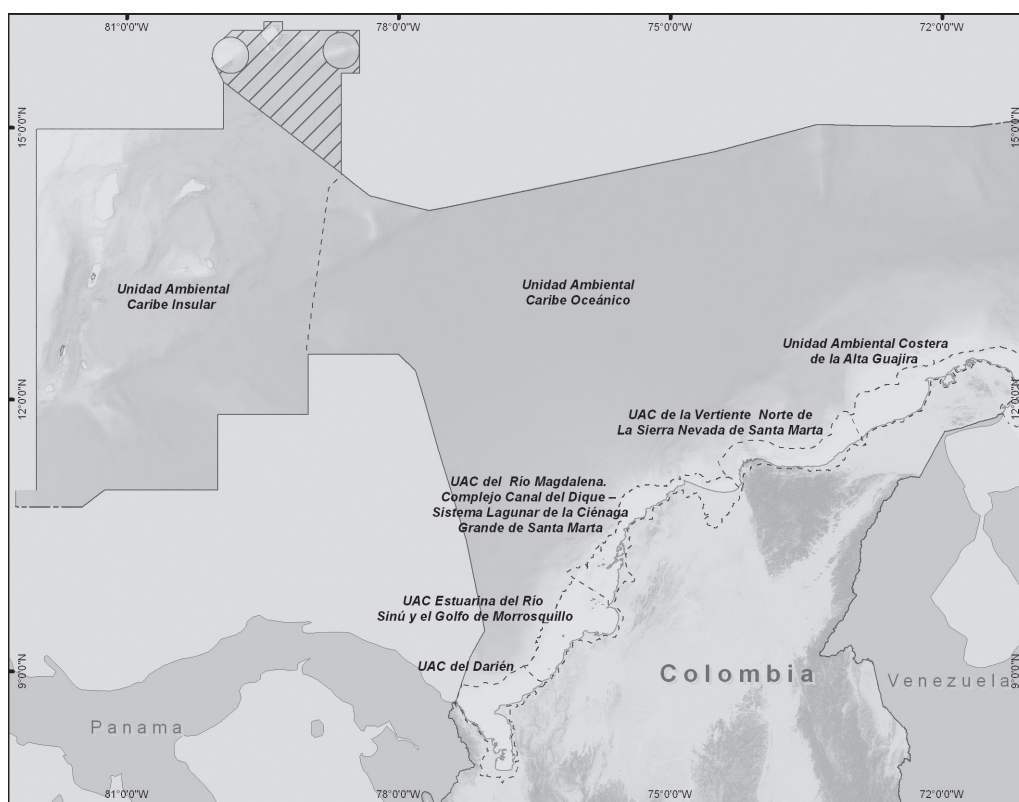 81°0'0"W
78°0'0"W
75°0'0"W
72°0'0"W
15°0'0"N
15°0'0"N
Unidad Ambiental
Caribe Insular
Unidad Ambiental
Caribe Oceánico
Unidad Ambiental Costera
de la Alta Guajira
12°0'0"N
12°0'0"N
UAC de la Vertiente Norte de
La Sierra Nevada de Santa Marta
UAC del Río Magdalena.
Complejo Canal del Dique –
Sistema Lagunar de la Ciénaga
Grande de Santa Marta
UAC Estuarina del Río
Sinú y el Golfo de Morrosquillo
UAC del Darién
9°0'0"N
9°0'0"N
Colombia
Venezuela
Panama
81°0'0"W
78°0'0"W
75°0'0"W
72°0'0"W